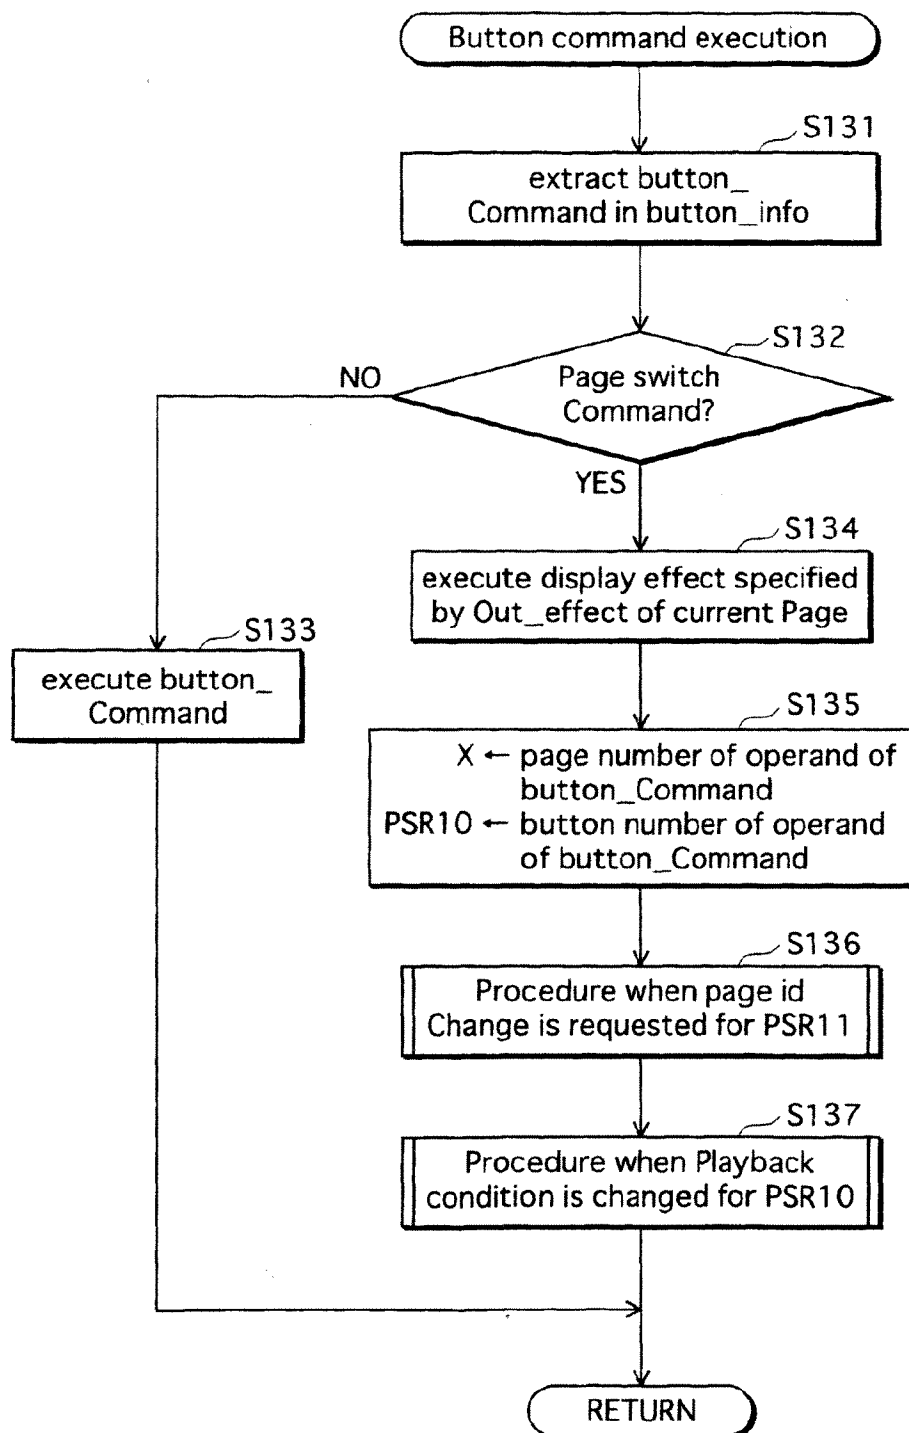 Button command execution
S131
extract button_
Command in button_info
S132
Page switch
Command?
NO
YES
S134
execute display effect specified
by Out_effect of current Page
S133
execute button_
Command
S135
X ← page number of operand of
button_Command
PSR10 ← button number of operand
of button_Command
S136
Procedure when page id
Change is requested for PSR11
S137
Procedure when Playback
condition is changed for PSR10
RETURN